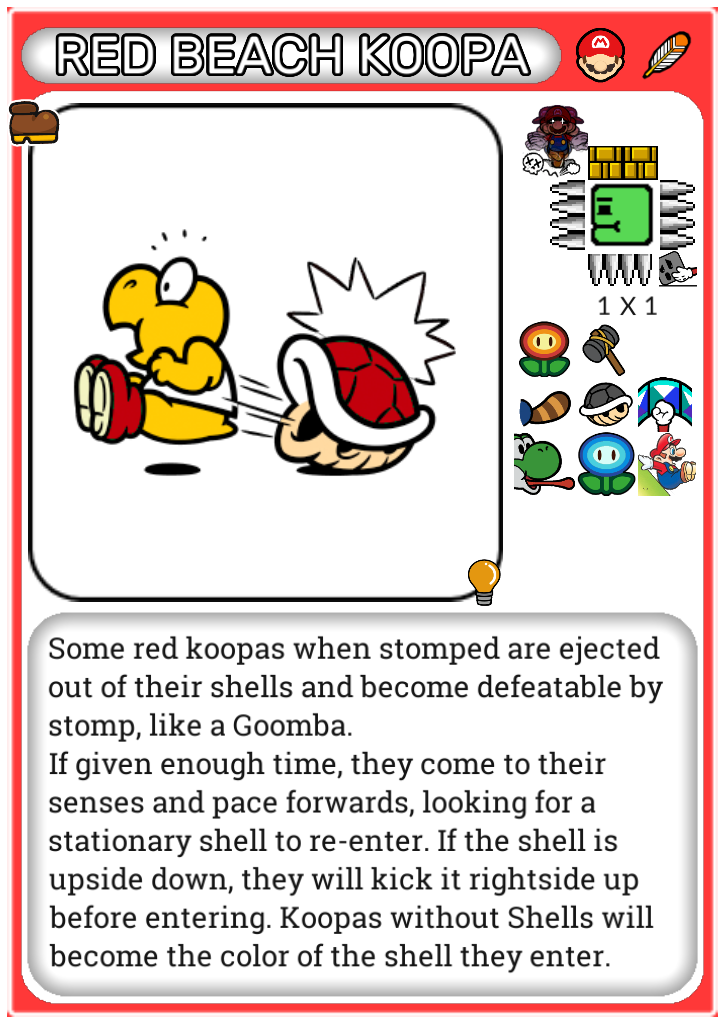 RED BEACH KOOPA
1 X 1
Some red koopas when stomped are ejected
out of their shells and become defeatable by
stomp, like a Goomba.
If given enough time, they come to their
senses and pace forwards, looking for a
stationary shell to re-enter. If the shell is
upside down, they will kick it rightside up
before entering. Koopas without Shells will
become the color of the shell they enter.